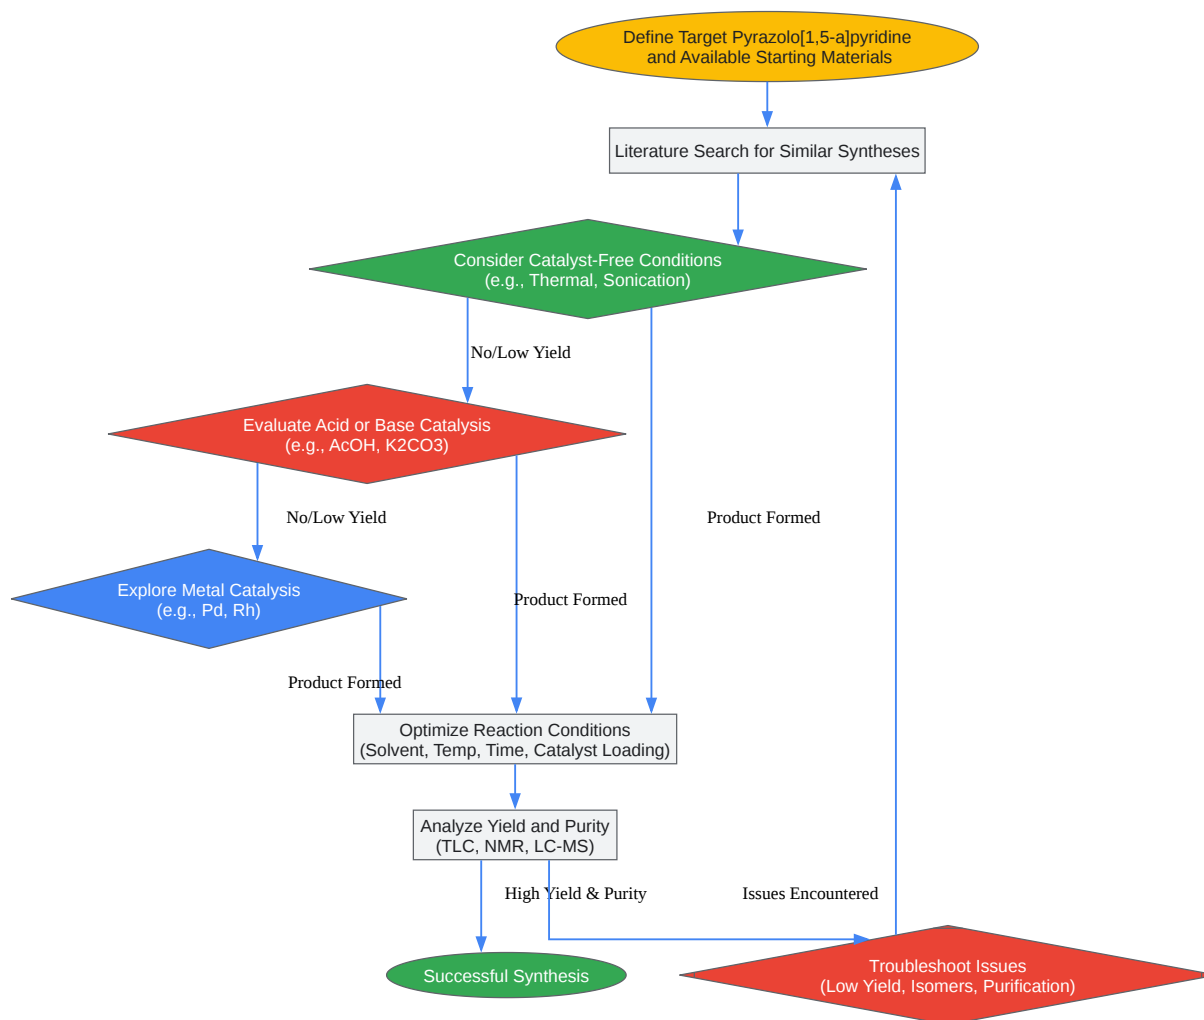 Define Target Pyrazolo[1,5-a]pyridine
and Available Starting Materials
Literature Search for Similar Syntheses
Consider Catalyst-Free Conditions
(e.g., Thermal, Sonication)
No/Low Yield
Evaluate Acid or Base Catalysis
(e.g., AcOH, K2CO3)
No/Low Yield
Product Formed
Explore Metal Catalysis
(e.g., Pd, Rh)
Product Formed
Product Formed
Optimize Reaction Conditions
(Solvent, Temp, Time, Catalyst Loading)
Analyze Yield and Purity
(TLC, NMR, LC-MS)
High Yield & Purity
Issues Encountered
Successful Synthesis
Troubleshoot Issues
(Low Yield, Isomers, Purification)